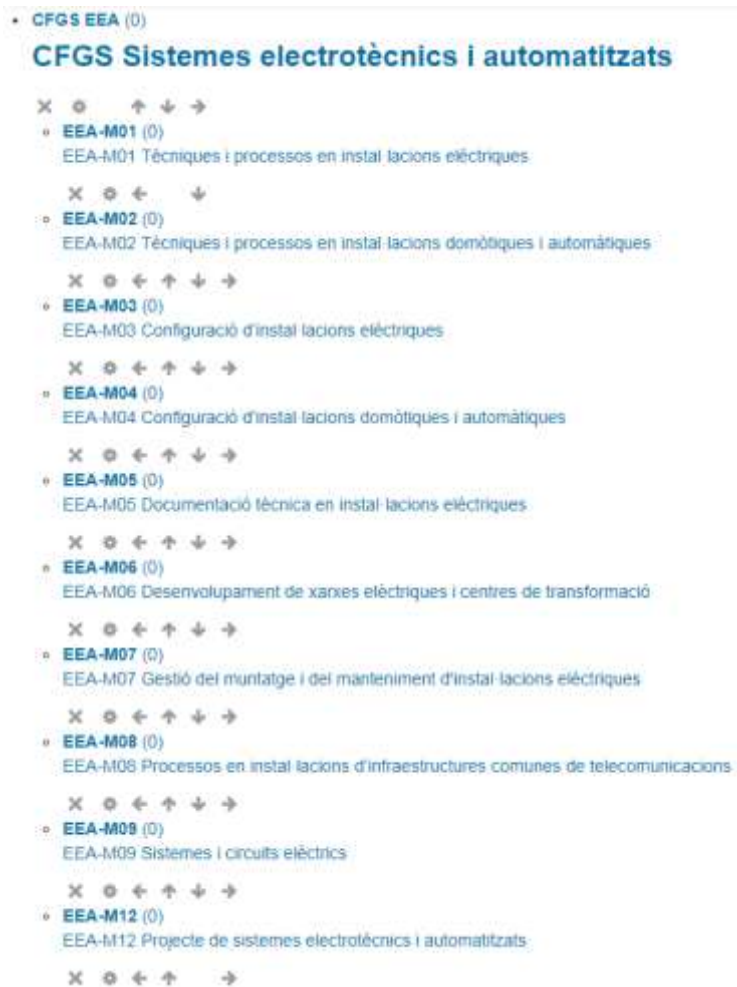 CFGS EEA (0)
CFGS Sistemes electrotècnics i automatitzats
EEA-M01 (0)
EEA-M01 Tècniques i processos en instal·lacions elèctriques
EEA-M02 (0)
EEA-M02 Tècniques i processos en instal·lacions domòtiques i automàtiques
EEA-M03 (0)
EEA-M03 Configuració d'instal·lacions elèctriques
EEA-M04 (0)
EEA-M04 Configuració d'instal·lacions domòtiques i automàtiques
EEA-M05 (0)
EEA-M05 Documentació tècnica en instal·lacions elèctriques
EEA-M06 (0)
EEA-M06 Desenvolupament de xarxes elèctriques i centres de transformació
EEA-M07 (0)
EEA-M07 Gestió del muntatge i del manteniment d'instal·lacions elèctriques
EEA-M08 (0)
EEA-M08 Processos en instal·lacions d'infraestructures comunes de telecomunicacions
EEA-M09 (0)
EEA-M09 Sistemes i circuits elèctrics
EEA-M12 (0)
EEA-M12 Projecte de sistemes electrotècnics i automatitzats